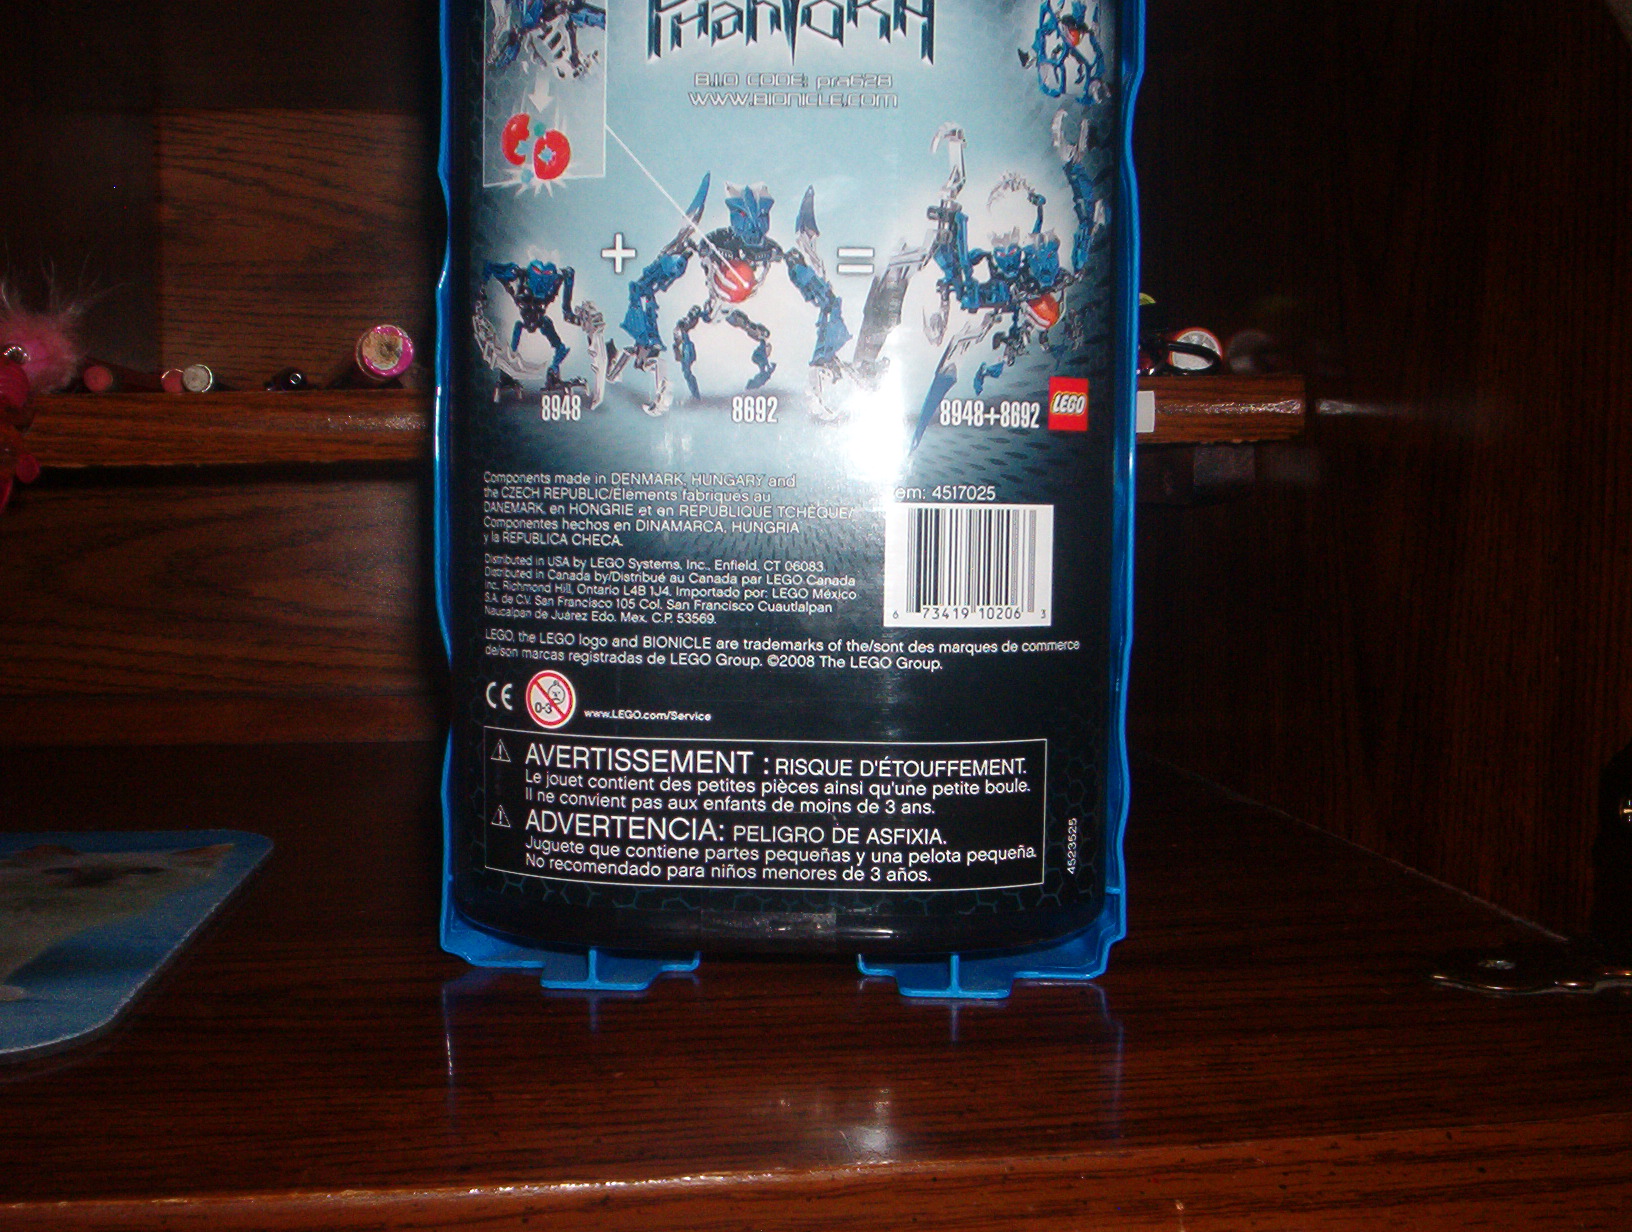 PHANTOKA
B.I.O CODE: pra628
WWW.BIONICLE.COM
+
=
8948
8692
8948+8692
LEGO
Components made in DENMARK, HUNGARY and
the CZECH REPUBLIC/Élements fabriqués au
DANEMARK, en HONGRIE et en RÉPUBLIQUE TCHÈQUE/
Componentes hechos en DINAMARCA, HUNGRIA
y la REPUBLICA CHECA.
em: 4517025
6 73419 10206 3
Distributed in USA by LEGO Systems, Inc., Enfield, CT 06083.
Distributed in Canada by/Distribué au Canada par LEGO Canada
Inc. Richmond Hill, Ontario L4B 1J4. Importado por: LEGO México
S.A. de C.V. San Francisco 105 Col. San Francisco Cuautlalpan
Naucalpan de Juárez Edo. Mex. C.P. 53569.
LEGO, the LEGO logo and BIONICLE are trademarks of the/sont des marques de commerce
de/son marcas registradas de LEGO Group. ©2008 The LEGO Group.
CE
0-3
www.LEGO.com/Service
AVERTISSEMENT : RISQUE D'ÉTOUFFEMENT.
Le jouet contient des petites pièces ainsi qu'une petite boule.
Il ne convient pas aux enfants de moins de 3 ans.
ADVERTENCIA: PELIGRO DE ASFIXIA.
Juguete que contiene partes pequeñas y una pelota pequeña.
No recomendado para niños menores de 3 años.
4523525